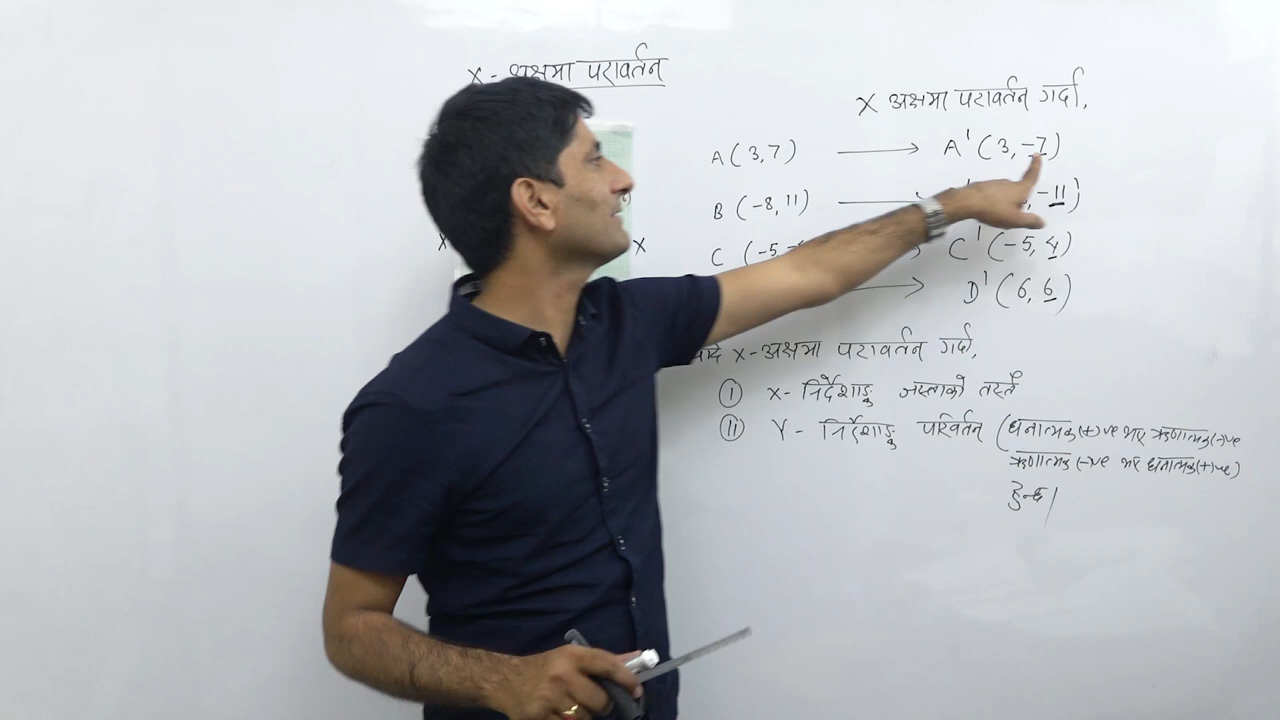 X- अक्षमा परावर्तन
X अक्षमा परावर्तन गर्दा,
A(3,7) → A'(3,-7)
B (-8,11) → -11)
C (-5,- C'(-5,4)
→ D'(6,6)
यदि X-अक्षमा परावर्तन गर्दा,
I X- निर्देशाङ्क जस्ताको तस्तै
II Y- निर्देशाङ्क परिवर्तन (धनात्मक(+)ve भए ऋणात्मक(-)ve
ऋणात्मक (-)ve भए धनात्मक(+)ve)
हुन्छ।
X X